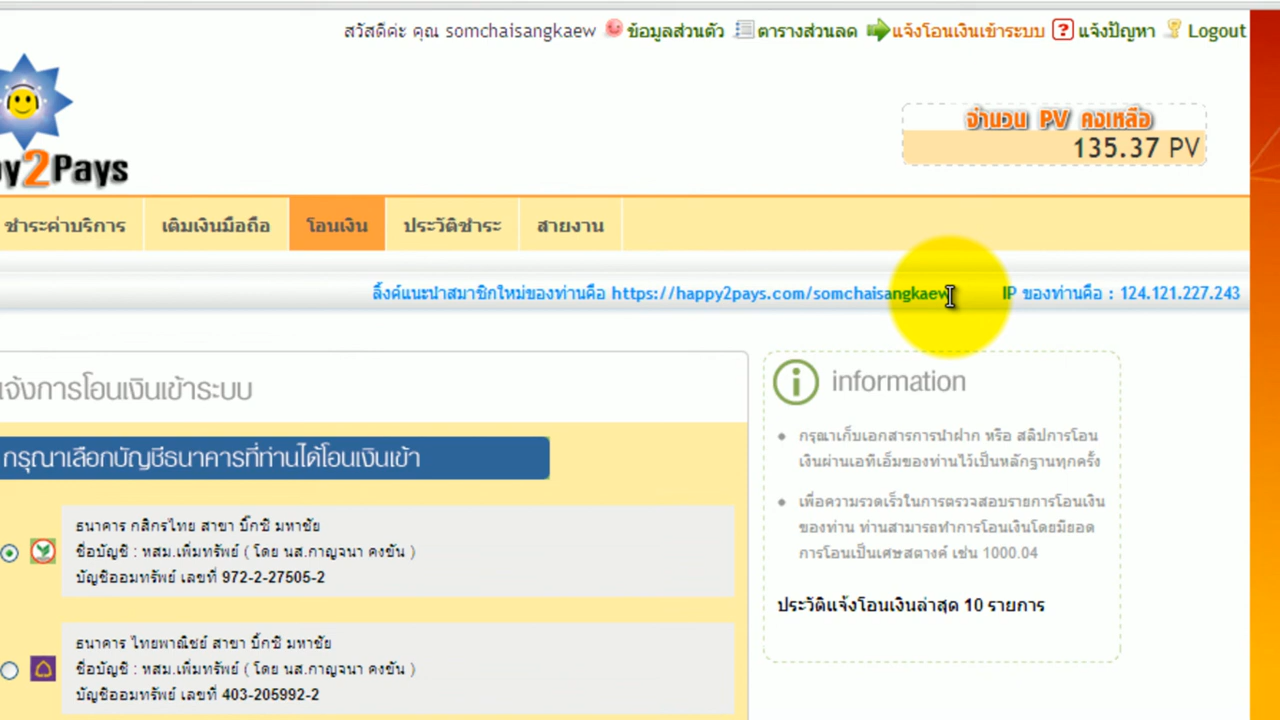 สวัสดีค่ะ คุณ somchaisangkaew ข้อมูลส่วนตัว ตารางส่วนลด แจ้งโอนเงินเข้าระบบ ? แจ้งปัญหา Logout
จำนวน PV คงเหลือ
135.37 PV
py2Pays
ชำระค่าบริการ เติมเงินมือถือ โอนเงิน ประวัติชำระ สายงาน
ลิ้งค์แนะนำสมาชิกใหม่ของท่านคือ https://happy2pays.com/somchaisangkaew IP ของท่านคือ : 124.121.227.243
แจ้งการโอนเงินเข้าระบบ
กรุณาเลือกบัญชีธนาคารที่ท่านได้โอนเงินเข้า
ธนาคาร กสิกรไทย สาขา บิ๊กซี มหาชัย
ชื่อบัญชี : หสม.เพิ่มทรัพย์ ( โดย นส.กาญจนา คงขัน )
บัญชีออมทรัพย์ เลขที่ 972-2-27505-2
ธนาคาร ไทยพาณิชย์ สาขา บิ๊กซี มหาชัย
ชื่อบัญชี : หสม.เพิ่มทรัพย์ ( โดย นส.กาญจนา คงขัน )
บัญชีออมทรัพย์ เลขที่ 403-205992-2
information
• กรุณาเก็บเอกสารการนำฝาก หรือ สลิปการโอน
เงินผ่านเอทีเอ็มของท่านไว้เป็นหลักฐานทุกครั้ง
• เพื่อความรวดเร็วในการตรวจสอบรายการโอนเงิน
ของท่าน ท่านสามารถทำการโอนเงินโดยมียอด
การโอนเป็นเศษสตางค์ เช่น 1000.04
ประวัติแจ้งโอนเงินล่าสุด 10 รายการ